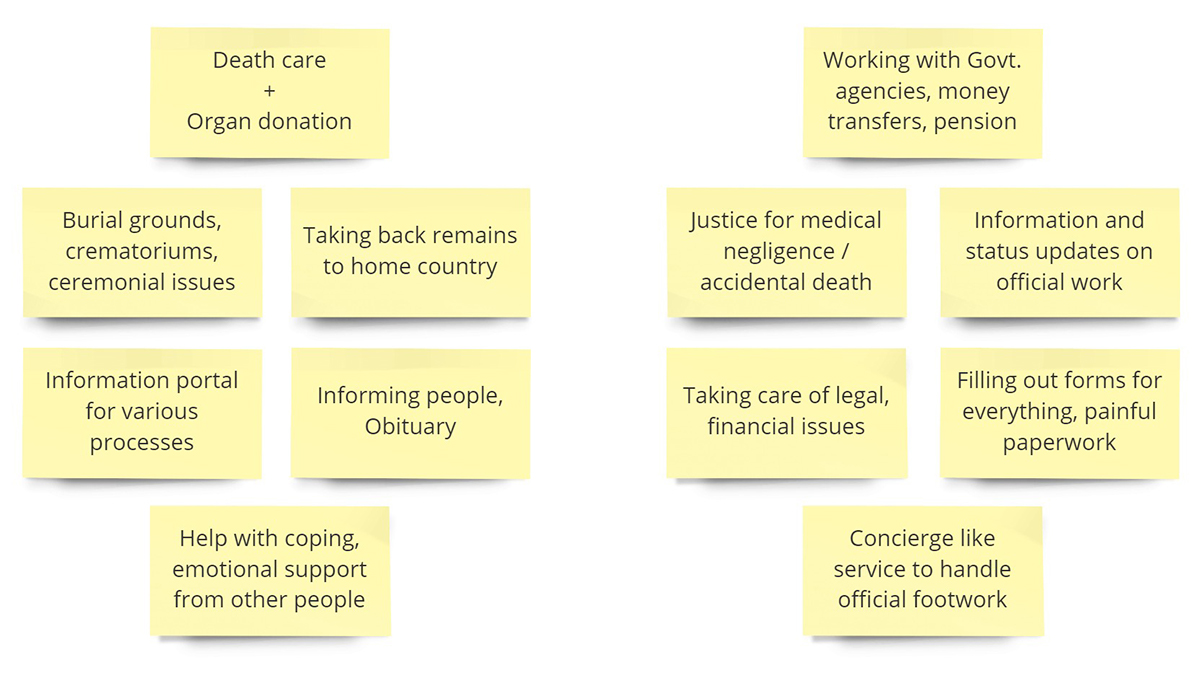 Death care
+
Organ donation
Burial grounds,
crematoriums,
ceremonial issues
Taking back remains
to home country
Information portal
for various
processes
Informing people,
Obituary
Help with coping,
emotional support
from other people
Working with Govt.
agencies, money
transfers, pension
Justice for medical
negligence /
accidental death
Information and
status updates on
official work
Taking care of legal,
financial issues
Filling out forms for
everything, painful
paperwork
Concierge like
service to handle
official footwork